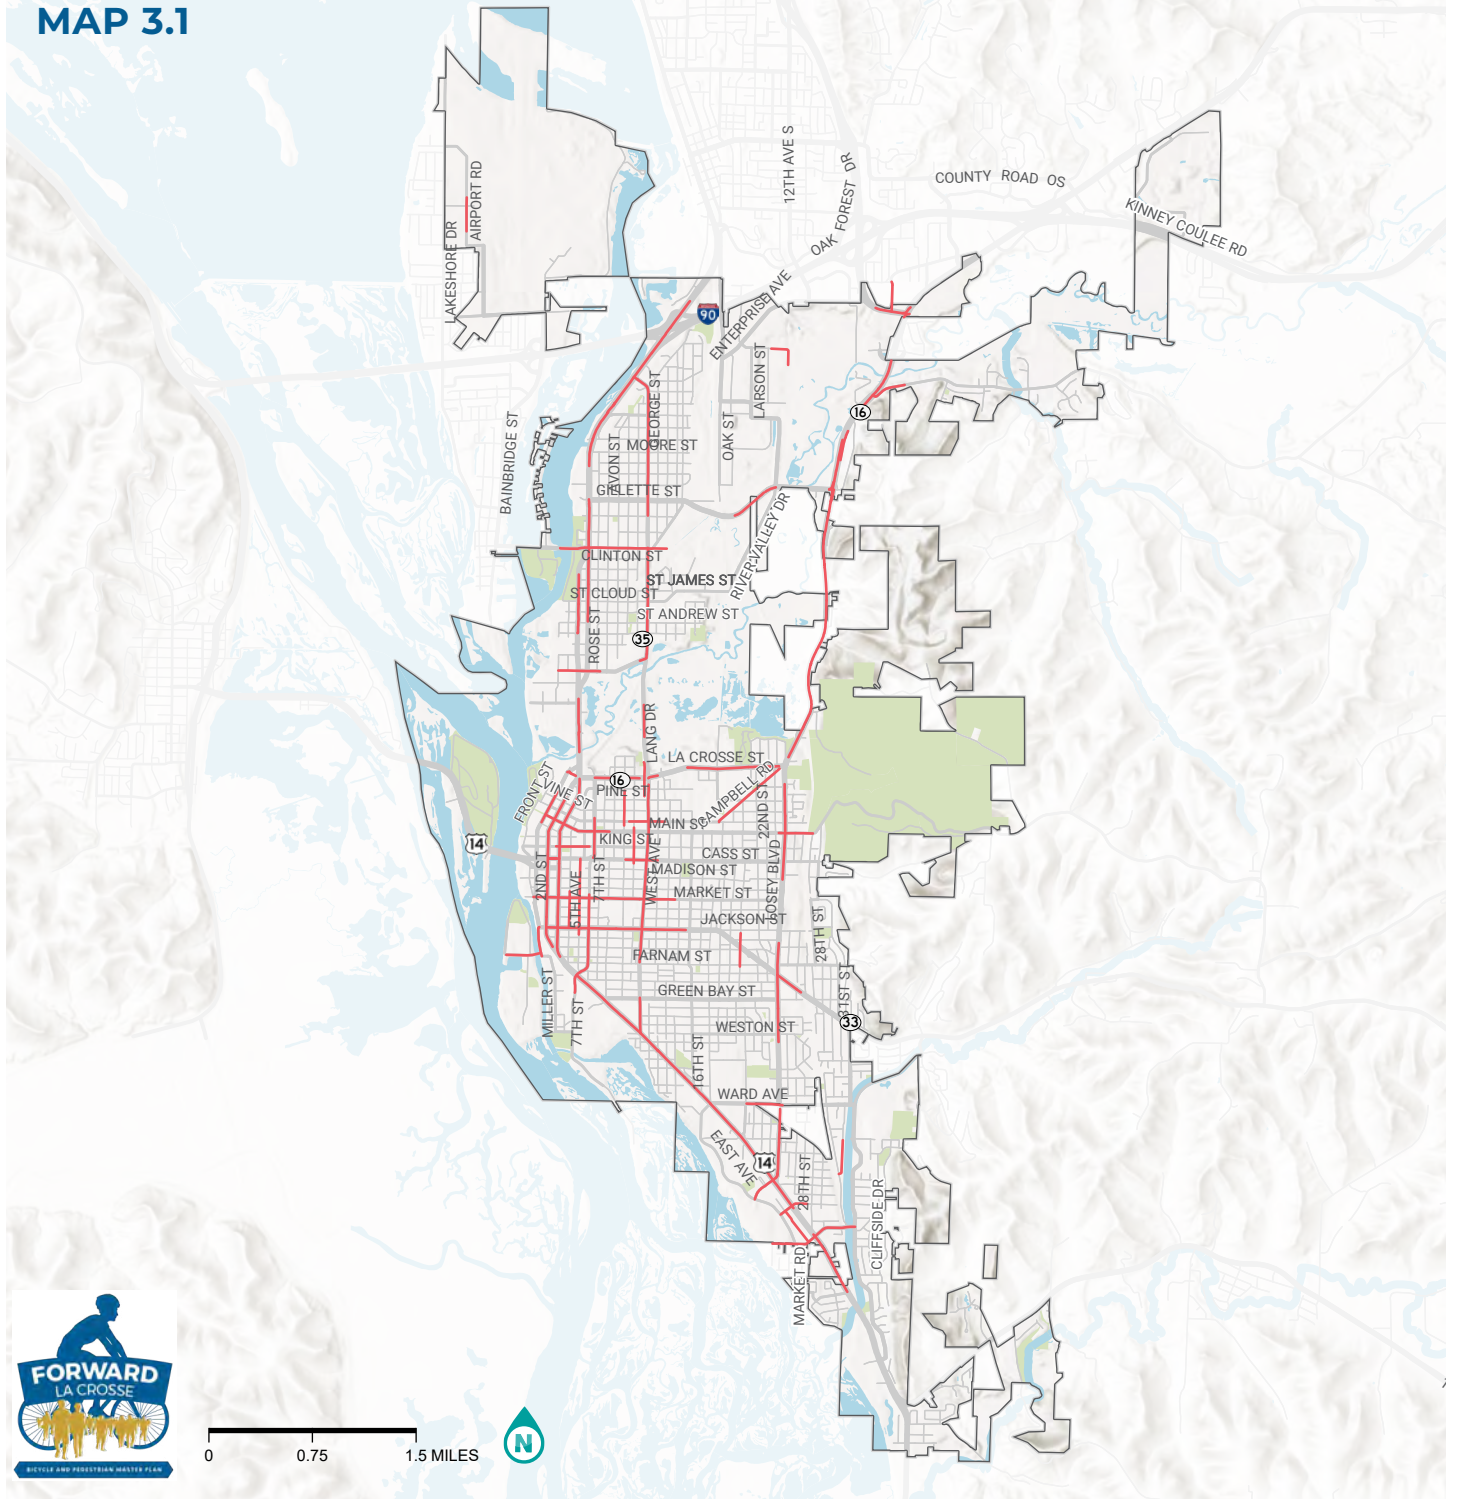 MAP 3.1
12TH AVE S
OAK FOREST DR
COUNTY ROAD OS
KINNEY COULEE RD
AIRPORT RD
LAKESHORE DR
ENTERPRISE AVE
90
LARSON ST
GEORGE ST
16
BAINBRIDGE ST
AVON ST
MOORE ST
OAK ST
GILLETTE ST
RIVER VALLEY DR
CLINTON ST
ST JAMES ST
ST CLOUD ST
ST ANDREW ST
ROSE ST
35
LANG DR
LA CROSSE ST
16
FRONT ST
VINE ST
PINE ST
CAMPBELL RD
22ND ST
MAIN ST
KING ST
14
CASS ST
2ND ST
7TH ST
WEST AVE
MADISON ST
LOSEY BLVD
5TH AVE
MARKET ST
JACKSON ST
28TH ST
FARNAM ST
MILLER ST
GREEN BAY ST
31ST ST
7TH ST
WESTON ST
33
16TH ST
WARD AVE
EAST AVE
14
28TH ST
CLIFFSIDE DR
MARKET RD
FORWARD
LA CROSSE
BICYCLE AND PEDESTRIAN MASTER PLAN
0 0.75 1.5 MILES
N